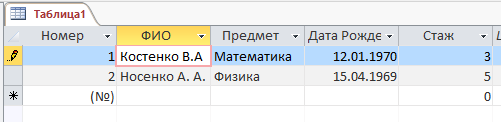 Таблица1
Номер ФИО Предмет Дата Рожде Стаж
1 Костенко В.А Математика 12.01.1970 3
2 Носенко А. А. Физика 15.04.1969 5
(№) 0